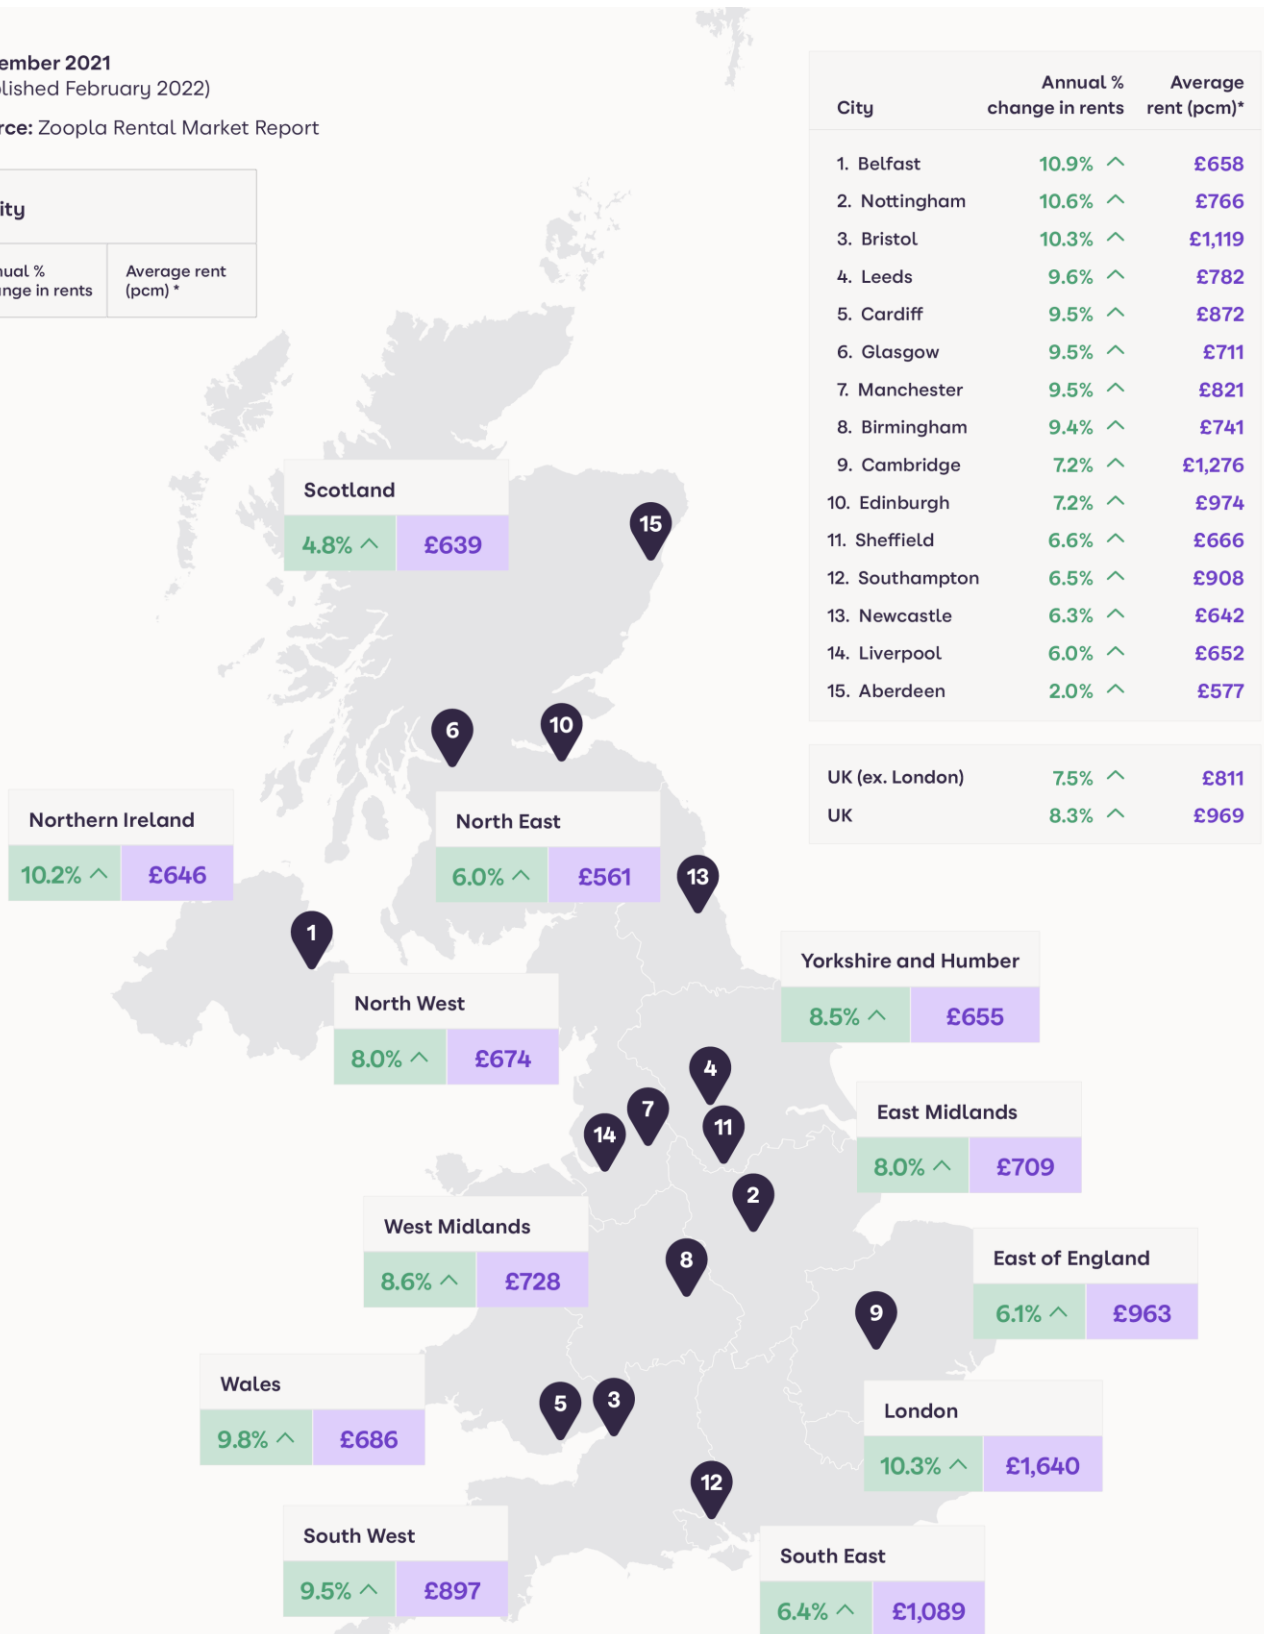 ember 2021
lished February 2022)
rce: Zoopla Rental Market Report
ity
nual %
nge in rents
Average rent
(pcm) *
City
Annual %
change in rents
Average
rent (pcm)*
1. Belfast 10.9% £658
2. Nottingham 10.6% £766
3. Bristol 10.3% £1,119
4. Leeds 9.6% £782
5. Cardiff 9.5% £872
6. Glasgow 9.5% £711
7. Manchester 9.5% £821
8. Birmingham 9.4% £741
9. Cambridge 7.2% £1,276
10. Edinburgh 7.2% £974
11. Sheffield 6.6% £666
12. Southampton 6.5% £908
13. Newcastle 6.3% £642
14. Liverpool 6.0% £652
15. Aberdeen 2.0% £577
UK (ex. London) 7.5% £811
UK 8.3% £969
Scotland
4.8% £639
15
6
10
Northern Ireland
10.2% £646
North East
6.0% £561
13
1
Yorkshire and Humber
8.5% £655
North West
8.0% £674
4
7
11
14
East Midlands
8.0% £709
2
West Midlands
8.6% £728
8
East of England
6.1% £963
9
Wales
9.8% £686
5
3
London
10.3% £1,640
12
South West
9.5% £897
South East
6.4% £1,089